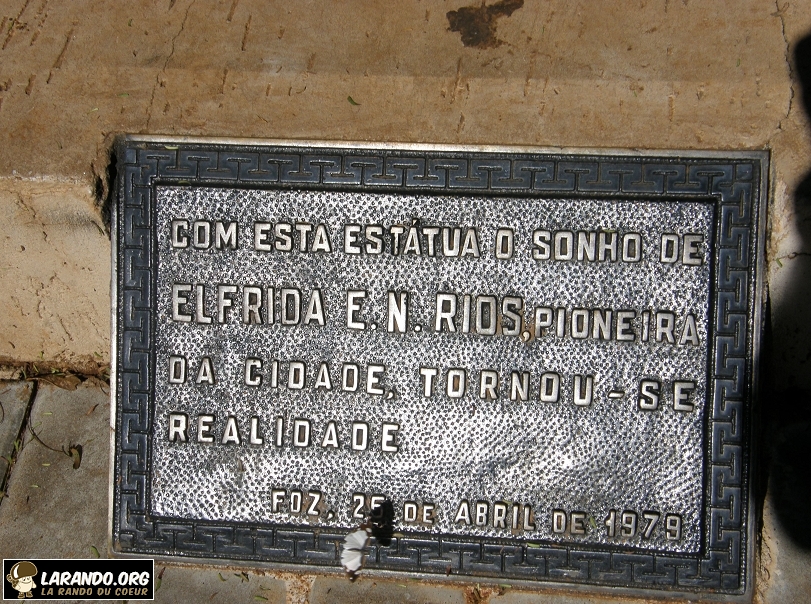 COM ESTA ESTÁTUA O SONHO DE
ELFRIDA E.N. RIOS, PIONEIRA
DA CIDADE, TORNOU-SE
REALIDADE
FOZ, 25 DE ABRIL DE 1979
LARANDO.ORG
LA RANDO DU COEUR